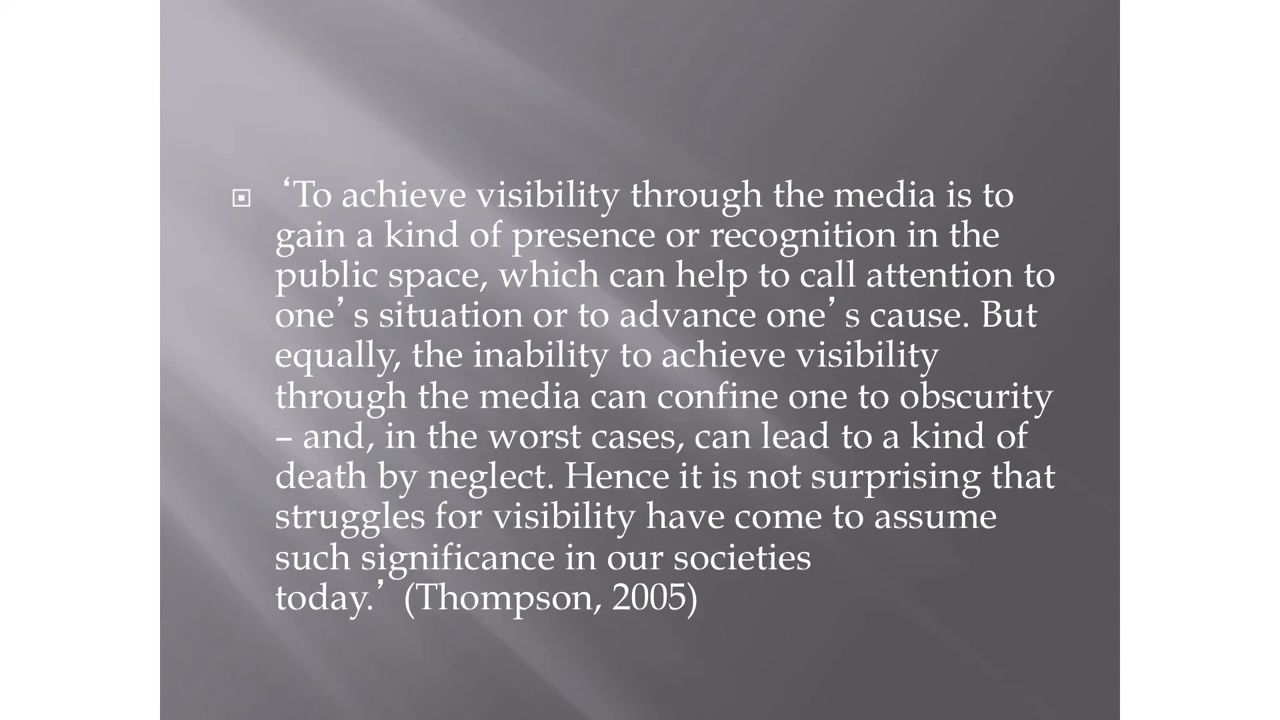 ‘To achieve visibility through the media is to
gain a kind of presence or recognition in the
public space, which can help to call attention to
one’s situation or to advance one’s cause. But
equally, the inability to achieve visibility
through the media can confine one to obscurity
– and, in the worst cases, can lead to a kind of
death by neglect. Hence it is not surprising that
struggles for visibility have come to assume
such significance in our societies
today.’ (Thompson, 2005)